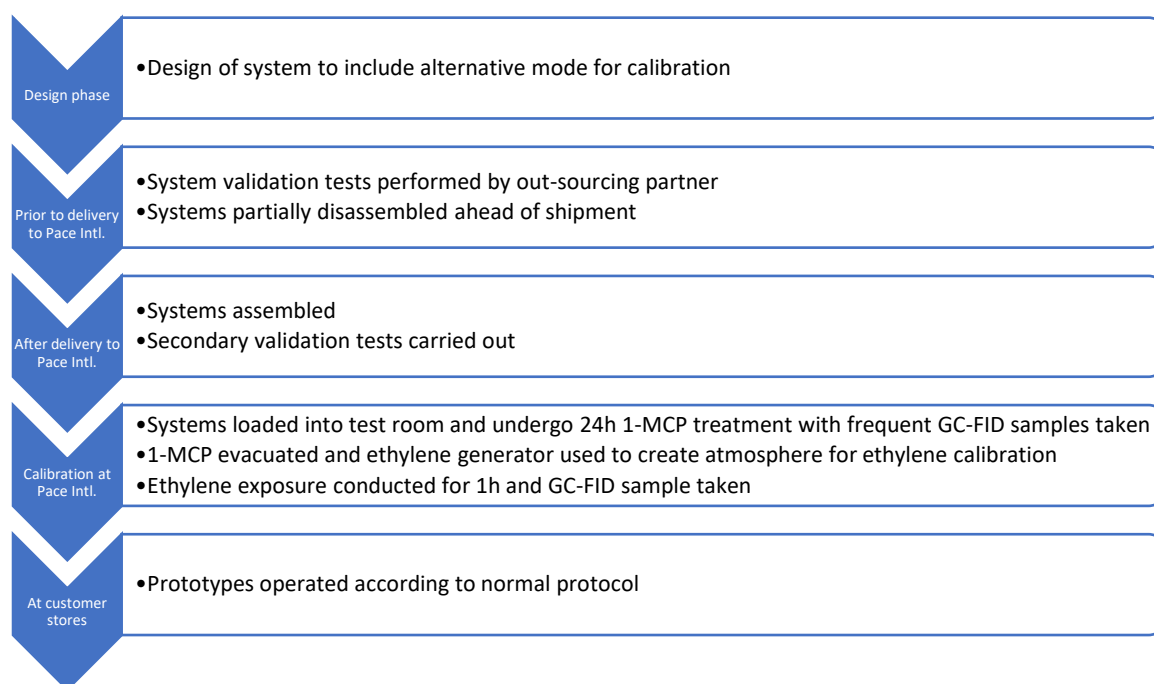 Design phase
•Design of system to include alternative mode for calibration
Prior to delivery
to Pace Intl.
•System validation tests performed by out-sourcing partner
•Systems partially disassembled ahead of shipment
After delivery to
Pace Intl.
•Systems assembled
•Secondary validation tests carried out
Calibration at
Pace Intl.
•Systems loaded into test room and undergo 24h 1-MCP treatment with frequent GC-FID samples taken
•1-MCP evacuated and ethylene generator used to create atmosphere for ethylene calibration
•Ethylene exposure conducted for 1h and GC-FID sample taken
At customer
stores
•Prototypes operated according to normal protocol